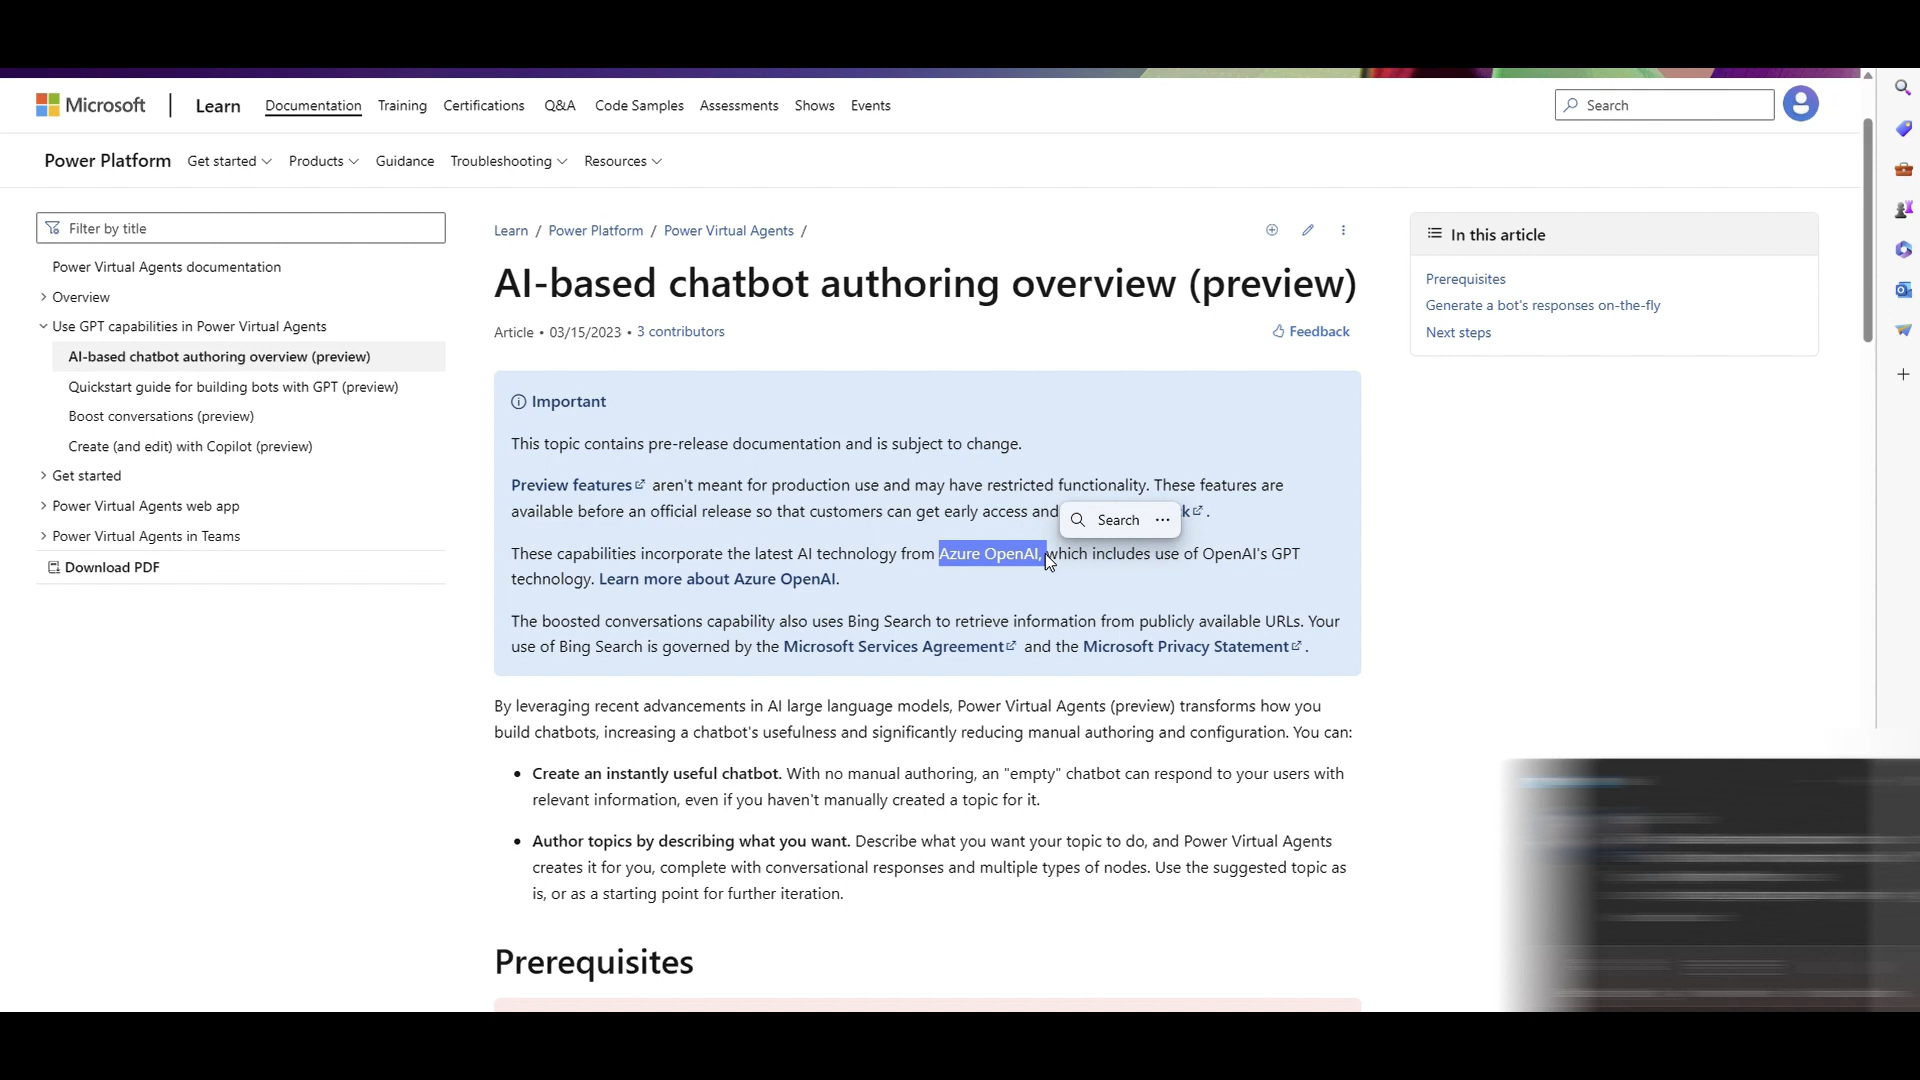 Microsoft
Learn
Documentation
Training
Certifications
Q&A
Code Samples
Assessments
Shows
Events
Search
Power Platform
Get started
Products
Guidance
Troubleshooting
Resources
Filter by title
Power Virtual Agents documentation
Overview
Use GPT capabilities in Power Virtual Agents
AI-based chatbot authoring overview (preview)
Quickstart guide for building bots with GPT (preview)
Boost conversations (preview)
Create (and edit) with Copilot (preview)
Get started
Power Virtual Agents web app
Power Virtual Agents in Teams
Download PDF
Learn / Power Platform / Power Virtual Agents /
AI-based chatbot authoring overview (preview)
Article • 03/15/2023 • 3 contributors
Feedback
Important
This topic contains pre-release documentation and is subject to change.
Preview features aren't meant for production use and may have restricted functionality. These features are
available before an official release so that customers can get early access and
Search
k .
These capabilities incorporate the latest AI technology from Azure OpenAI, which includes use of OpenAI's GPT
technology. Learn more about Azure OpenAI.
The boosted conversations capability also uses Bing Search to retrieve information from publicly available URLs. Your
use of Bing Search is governed by the Microsoft Services Agreement and the Microsoft Privacy Statement .
By leveraging recent advancements in AI large language models, Power Virtual Agents (preview) transforms how you
build chatbots, increasing a chatbot's usefulness and significantly reducing manual authoring and configuration. You can:
• Create an instantly useful chatbot. With no manual authoring, an "empty" chatbot can respond to your users with
relevant information, even if you haven't manually created a topic for it.
• Author topics by describing what you want. Describe what you want your topic to do, and Power Virtual Agents
creates it for you, complete with conversational responses and multiple types of nodes. Use the suggested topic as
is, or as a starting point for further iteration.
Prerequisites
In this article
Prerequisites
Generate a bot's responses on-the-fly
Next steps